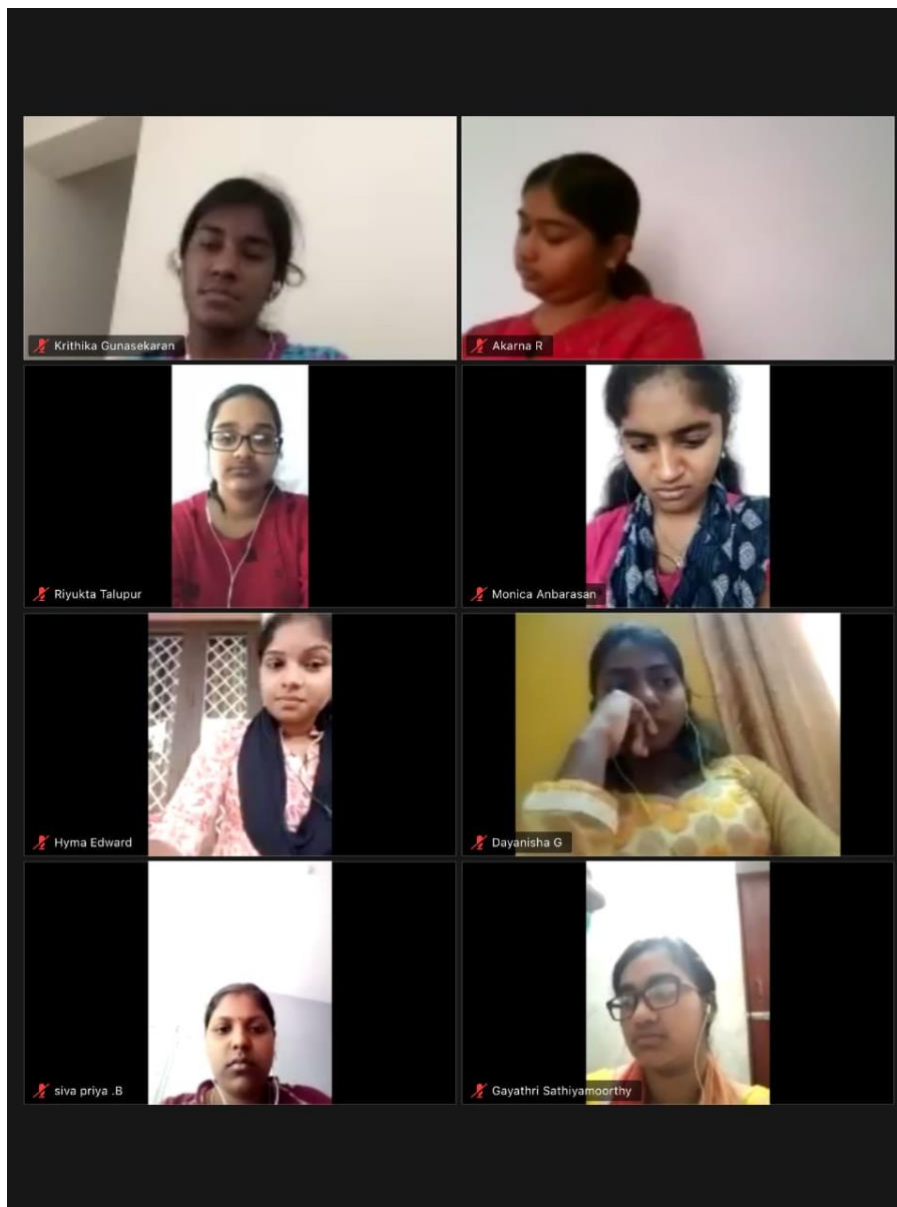 Krithika Gunasekaran
Akarna R
Riyukta Talupur
Monica Anbarasan
Hyma Edward
Dayanisha G
siva priya .B
Gayathri Sathiyamoorthy